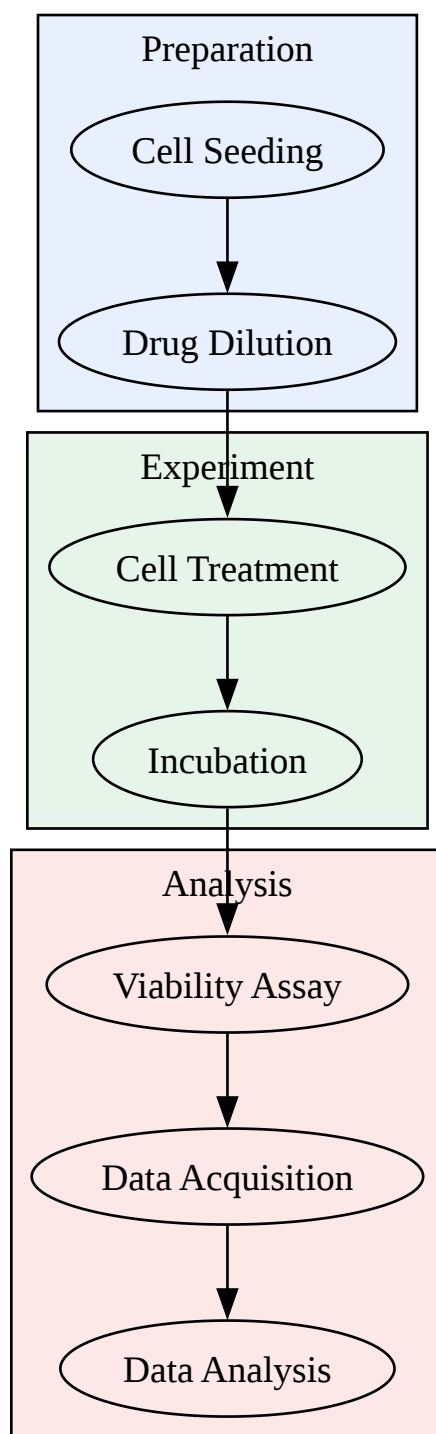 Preparation
Cell Seeding
Drug Dilution
Experiment
Cell Treatment
Incubation
Analysis
Viability Assay
Data Acquisition
Data Analysis